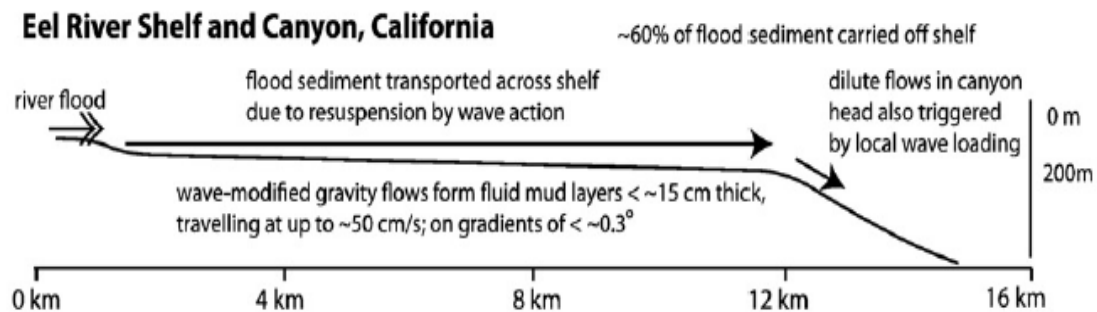 Eel River Shelf and Canyon, California
~60% of flood sediment carried off shelf
river flood
flood sediment transported across shelf
due to resuspension by wave action
dilute flows in canyon
head also triggered
by local wave loading
0 m
200m
wave-modified gravity flows form fluid mud layers < ~15 cm thick,
travelling at up to ~50 cm/s; on gradients of < ~0.3°
0 km
4 km
8 km
12 km
16 km